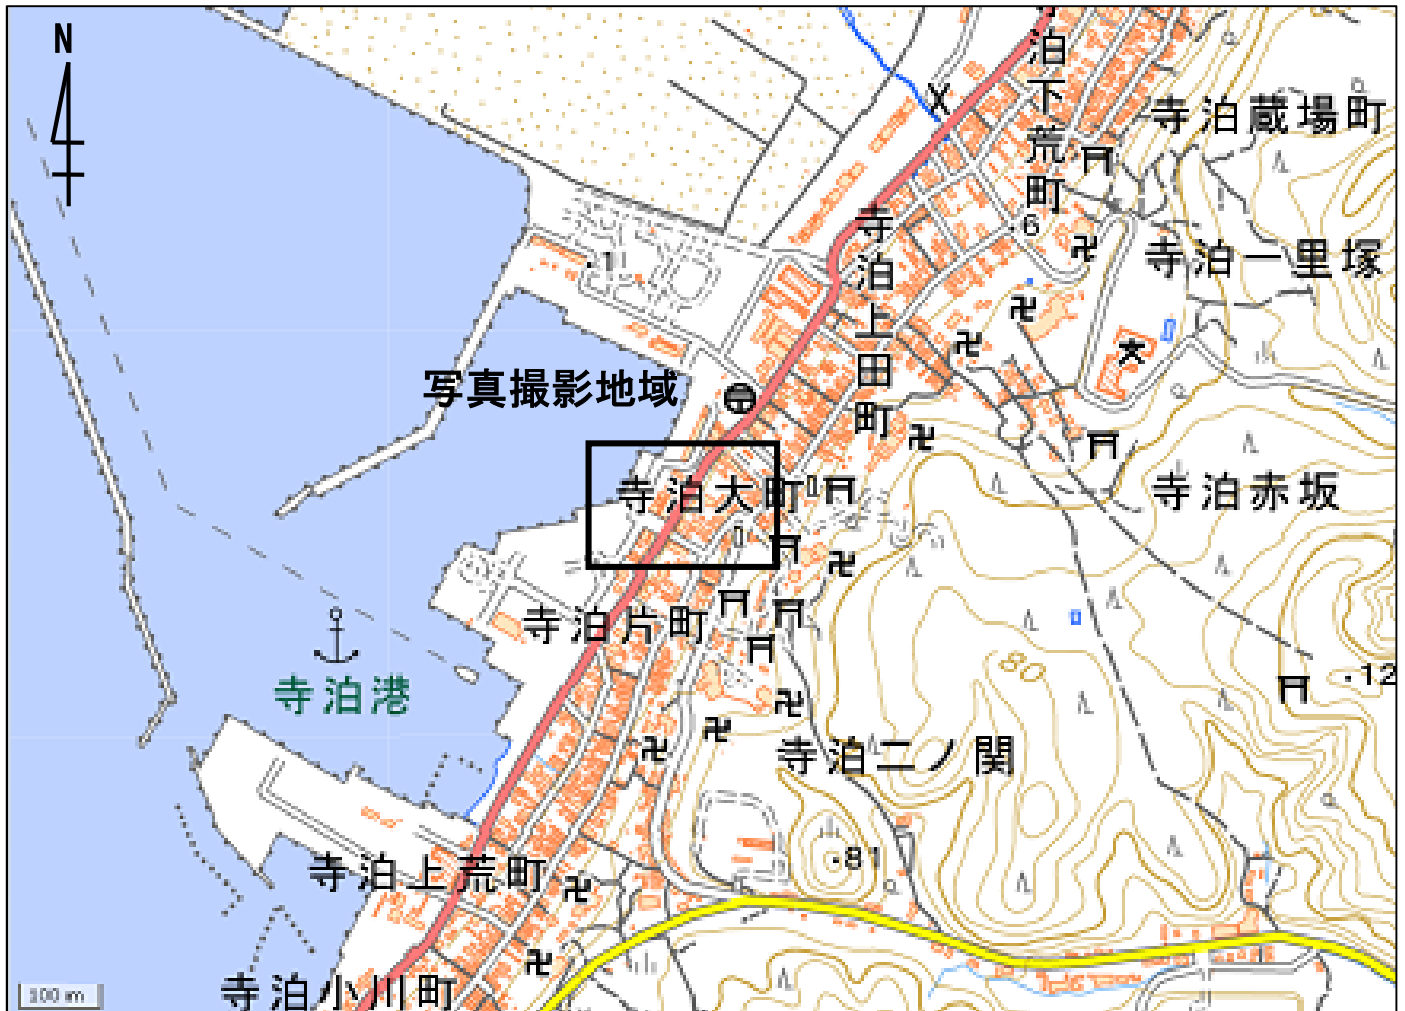 N
泊下荒町
寺泊蔵場町
・6
寺泊上田町
寺泊一里塚
・1
写真撮影地域
寺泊大町
寺泊赤坂
寺泊片町
80
・12
寺泊港
寺泊二ノ関
・81
寺泊上荒町
寺泊小川町
100 m